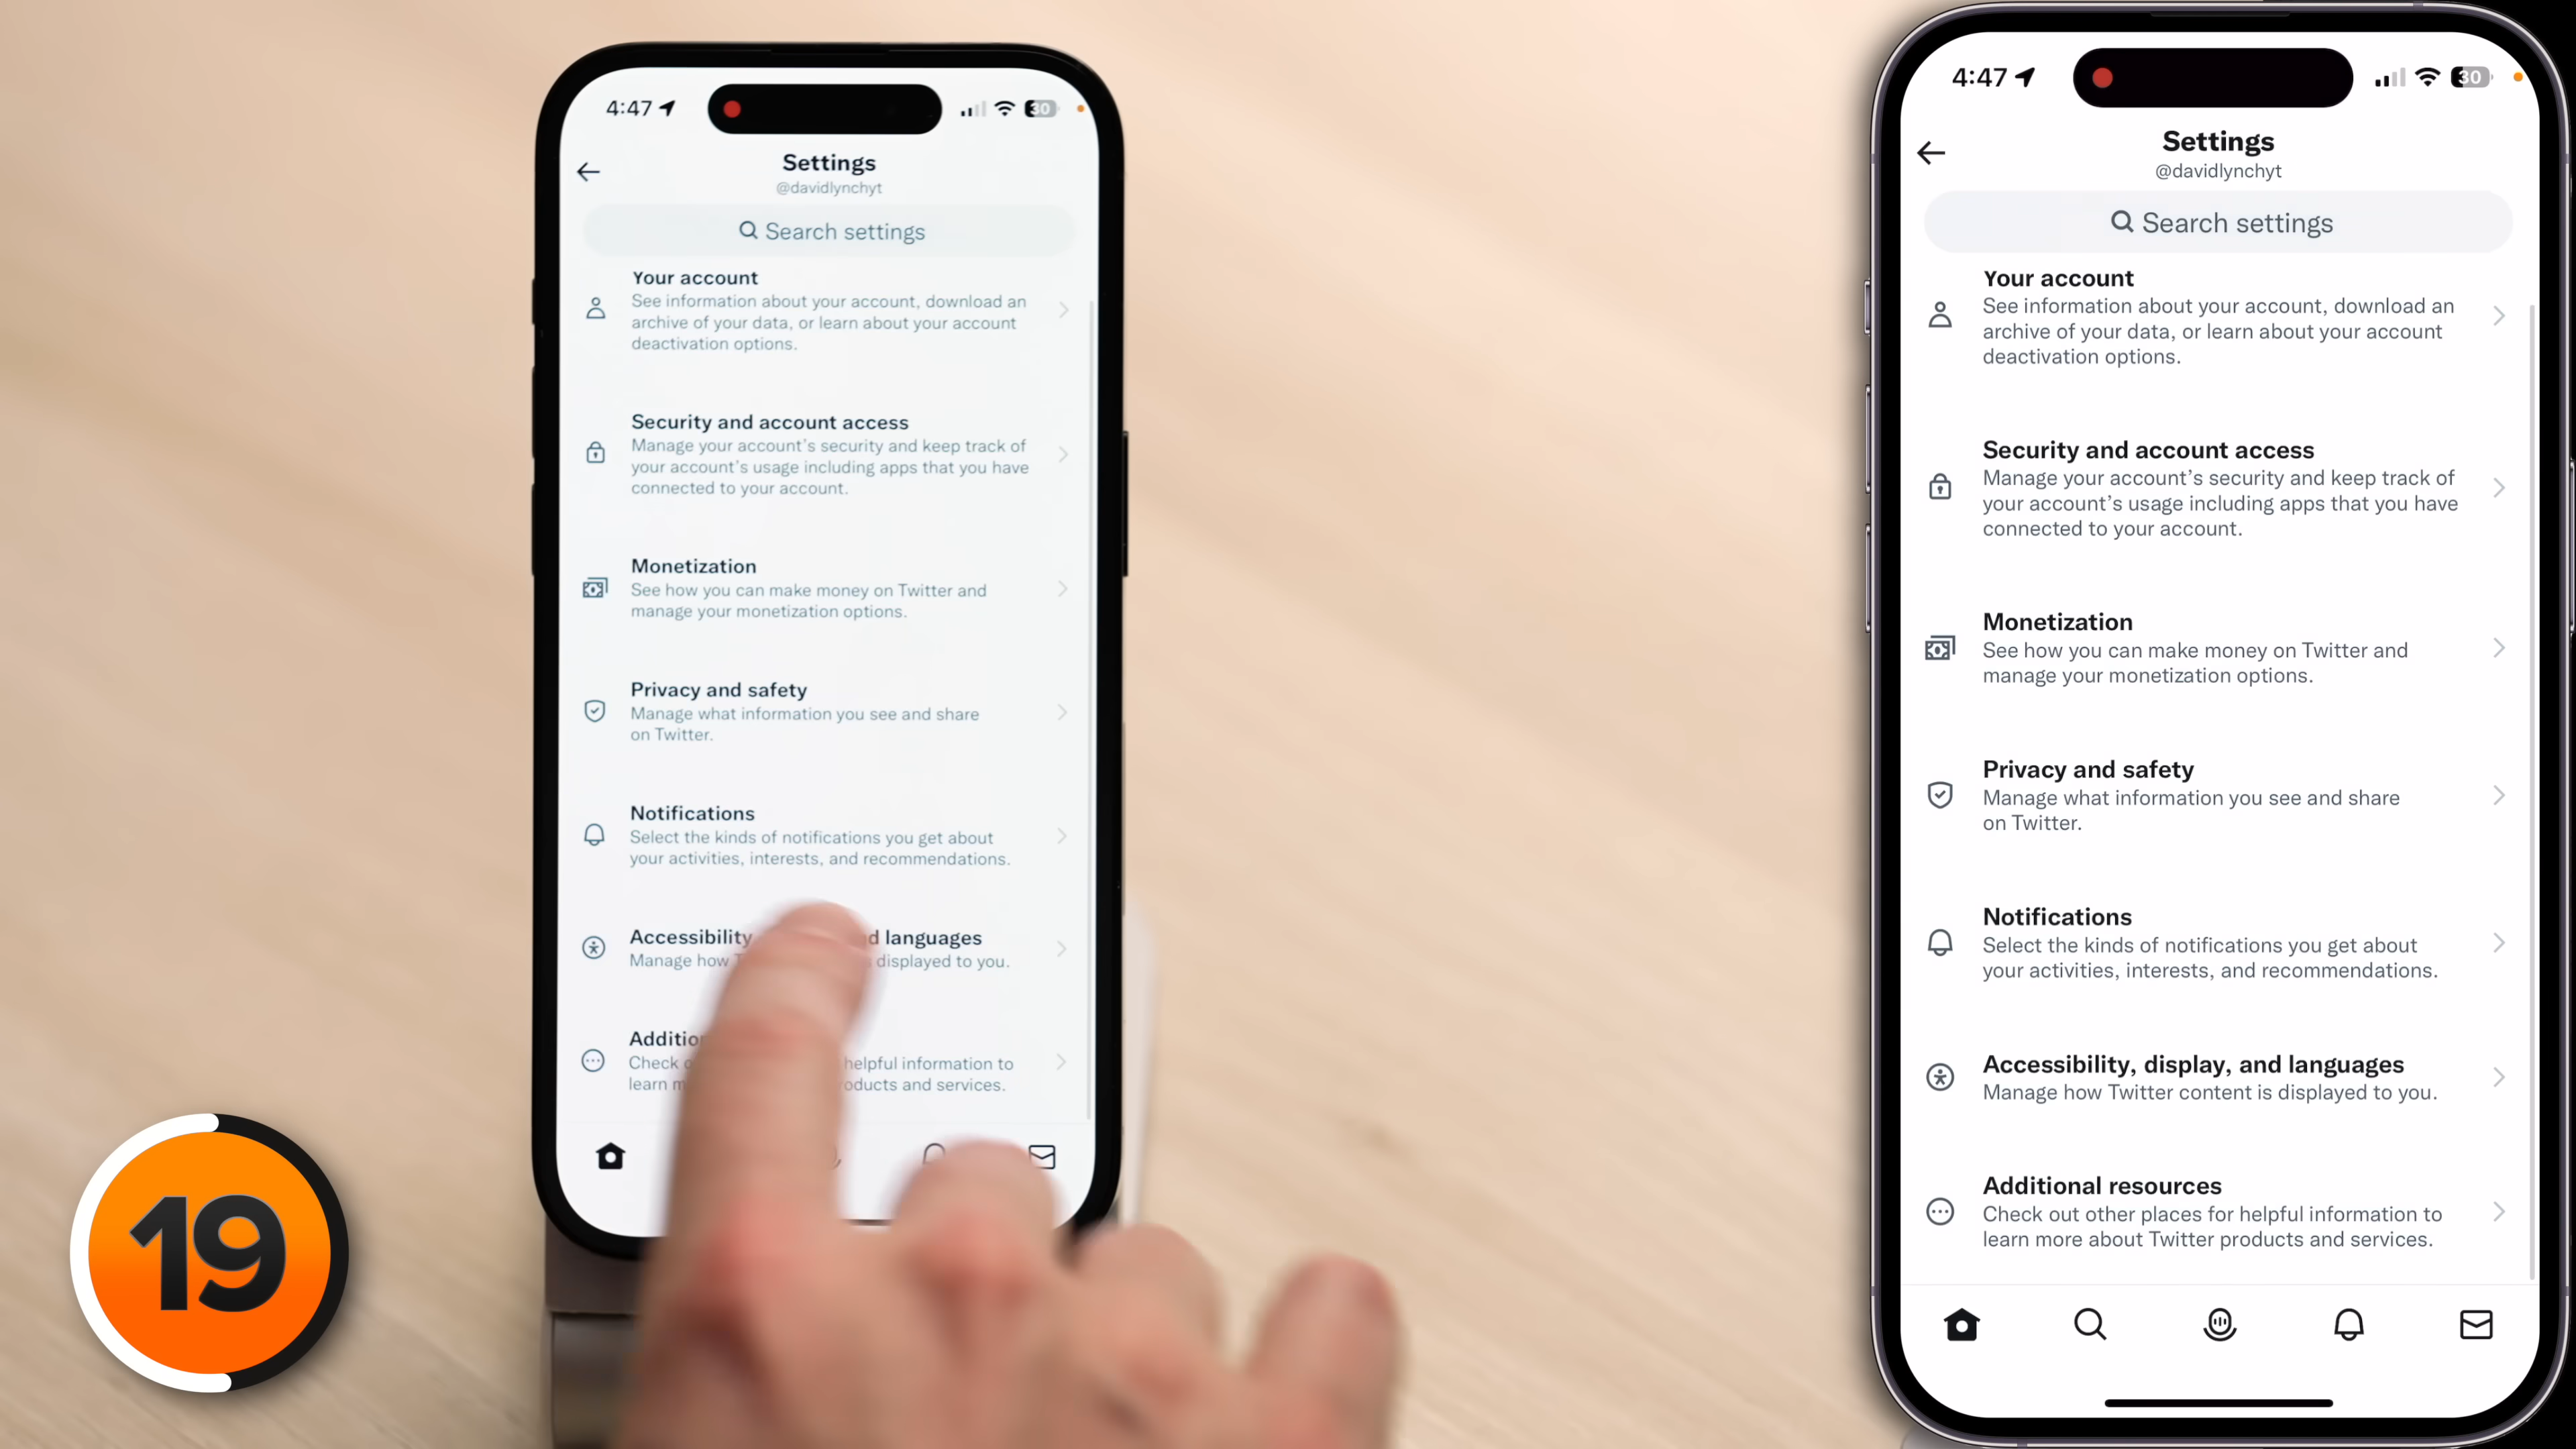 4:47
30
Settings
@davidlynchyt
Search settings
Your account
See information about your account, download an
archive of your data, or learn about your account
deactivation options.
Security and account access
Manage your account's security and keep track of
your account's usage including apps that you have
connected to your account.
Monetization
See how you can make money on Twitter and
manage your monetization options.
Privacy and safety
Manage what information you see and share
on Twitter.
Notifications
Select the kinds of notifications you get about
your activities, interests, and recommendations.
Accessibility languages
Manage how displayed to you.
Check helpful information to
learn products and services.
19
4:47
30
Settings
@davidlynchyt
Search settings
Your account
See information about your account, download an
archive of your data, or learn about your account
deactivation options.
Security and account access
Manage your account's security and keep track of
your account's usage including apps that you have
connected to your account.
Monetization
See how you can make money on Twitter and
manage your monetization options.
Privacy and safety
Manage what information you see and share
on Twitter.
Notifications
Select the kinds of notifications you get about
your activities, interests, and recommendations.
Accessibility, display, and languages
Manage how Twitter content is displayed to you.
Additional resources
Check out other places for helpful information to
learn more about Twitter products and services.